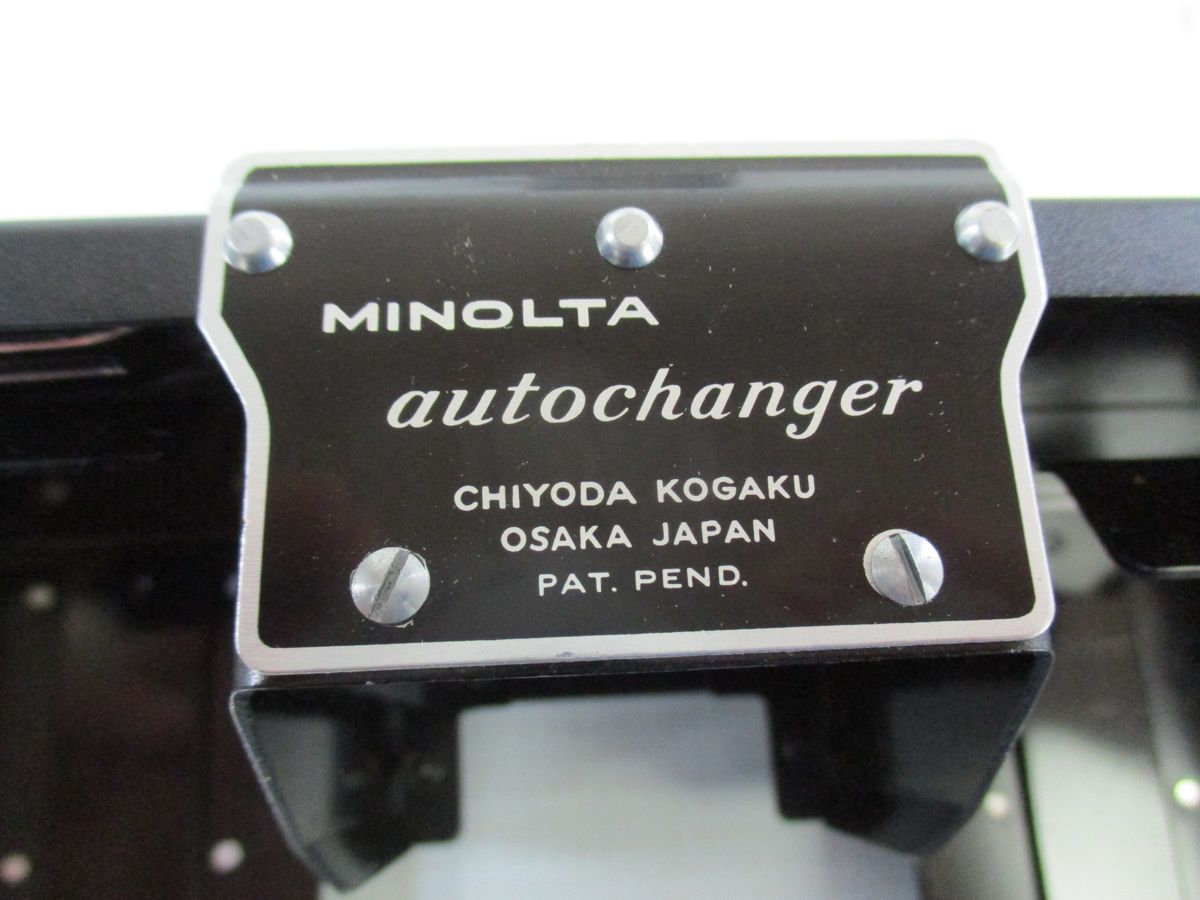 MINOLTA
autochanger
CHIYODA KOGAKU
OSAKA JAPAN
PAT. PEND.